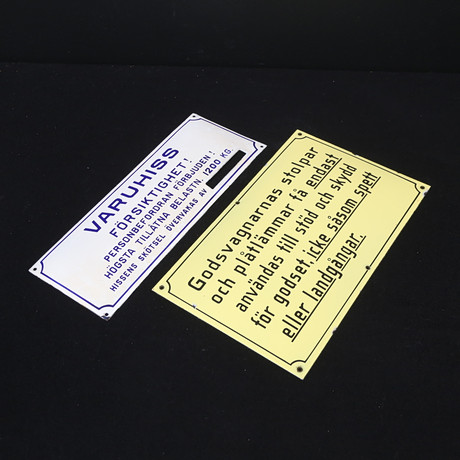 VARUHISS
FÖRSIKTIGHET!
PERSONBEFORDRAN FÖRBJUDEN!
HÖGSTA TILLÅTNA BELASTN. 1200 KG.
HISSENS SKÖTSEL ÖVERVAKAS AV
Godsvagnarnas stolpar
och plåtlämmar få endast
användas till stöd och skydd
för godset icke såsom spett
eller landgångar.